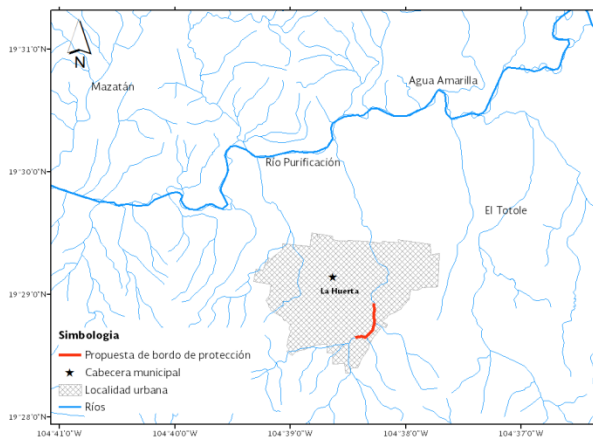 19°31'0"N
N
Mazatán
Agua Amarilla
19°30'0"N
Río Purificación
El Totole
19°29'0"N
La Huerta
Simbologia
Propuesta de bordo de protección
Cabecera municipal
Localidad urbana
Ríos
19°28'0"N
104°41'0"W
104°40'0"W
104°39'0"W
104°38'0"W
104°37'0"W